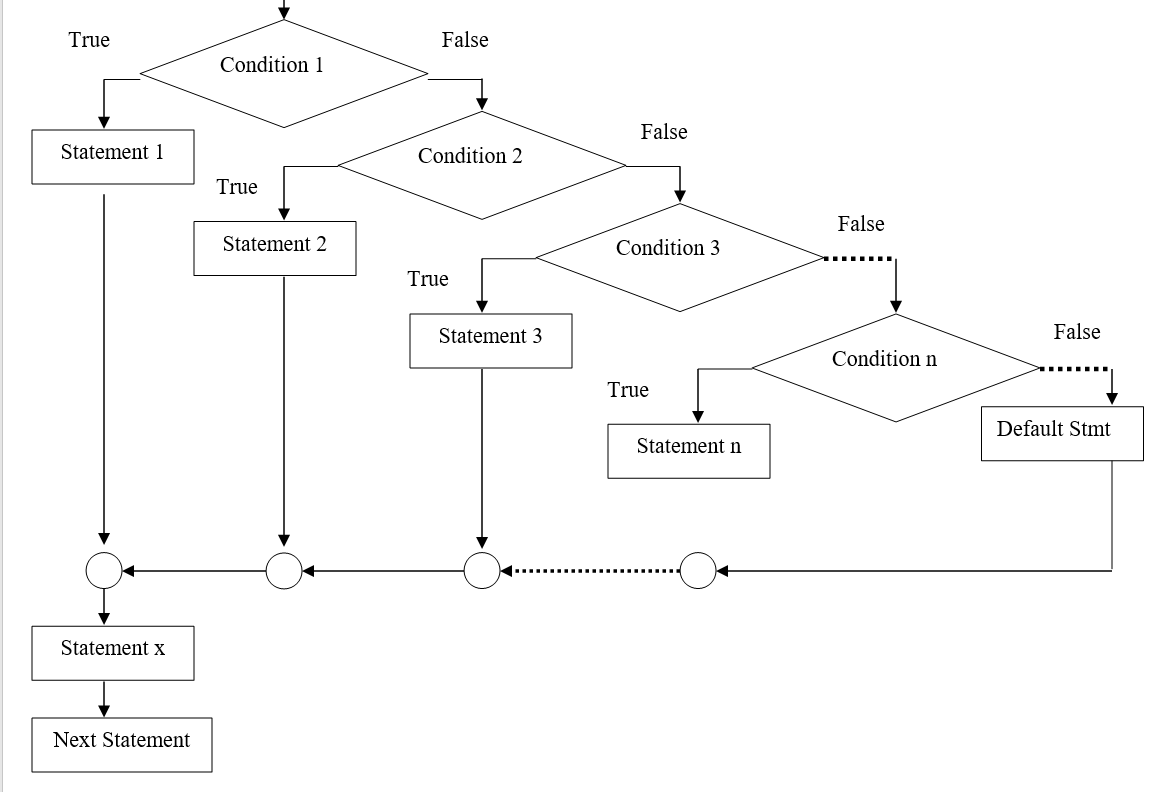 True
False
Condition 1
False
Statement 1
Condition 2
True
False
Statement 2
Condition 3
True
False
Statement 3
Condition n
True
Default Stmt
Statement n
Statement x
Next Statement